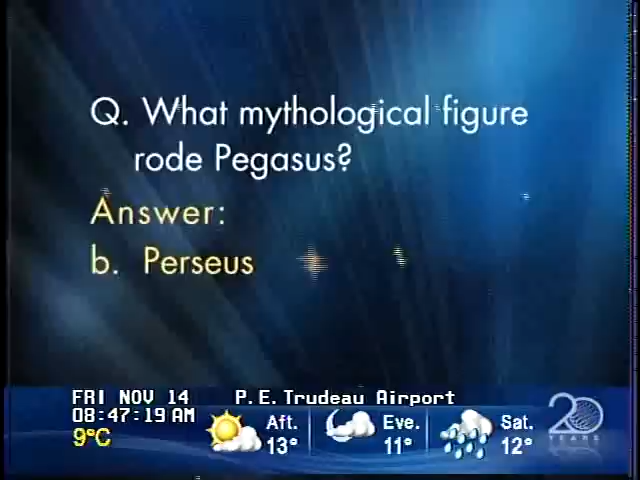 Q. What mythological figure
rode Pegasus?
Answer:
b. Perseus
FRI NOV 14
P.E. Trudeau Airport
08:47:19 AM
9°C
Aft.
13°
Eve.
11°
Sat.
12°
20
YEARS